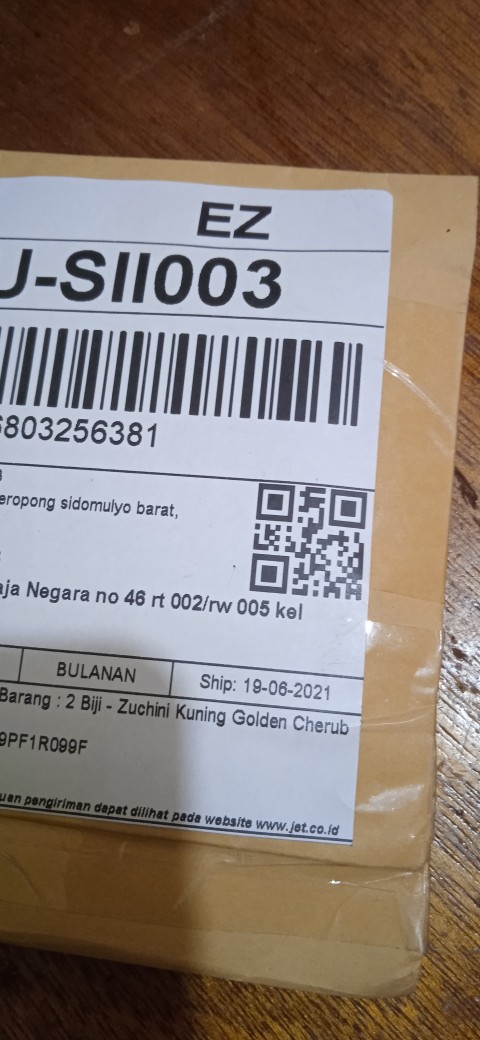 EZ
J-SII003
6803256381
eropong sidomulyo barat,
aja Negara no 46 rt 002/rw 005 kel
BULANAN
Ship: 19-06-2021
Barang : 2 Biji - Zuchini Kuning Golden Cherub
9PF1R099F
uan pengiriman dapat dilihat pada website www.jet.co.id